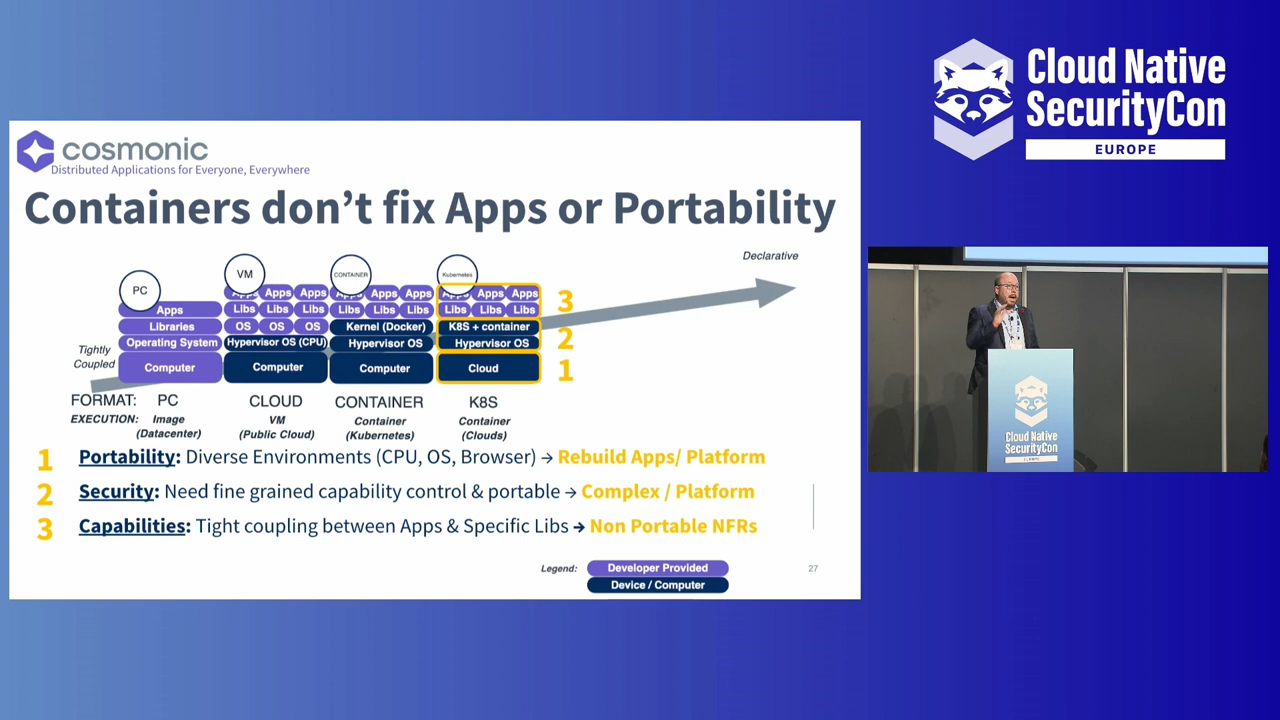 Cloud Native
SecurityCon
EUROPE
cosmonic
Distributed Applications for Everyone, Everywhere
Containers don't fix Apps or Portability
Declarative
PC
VM
CONTAINER
Kubernetes
Apps
Libraries
Operating System
Computer
Apps Apps Apps
Libs Libs Libs
OS OS OS
Hypervisor OS (CPU)
Computer
Apps Apps Apps
Libs Libs Libs
Kernel (Docker)
Hypervisor OS
Computer
Apps Apps Apps
Libs Libs Libs
K8S + container
Hypervisor OS
Cloud
3
2
1
Tightly
Coupled
FORMAT: PC CLOUD CONTAINER K8S
EXECUTION: Image VM Container Container
(Datacenter) (Public Cloud) (Kubernetes) (Clouds)
1 Portability: Diverse Environments (CPU, OS, Browser) → Rebuild Apps/ Platform
2 Security: Need fine grained capability control & portable → Complex / Platform
3 Capabilities: Tight coupling between Apps & Specific Libs → Non Portable NFRs
Legend: Developer Provided
Device / Computer
27
Cloud Native
SecurityCon
EUROPE